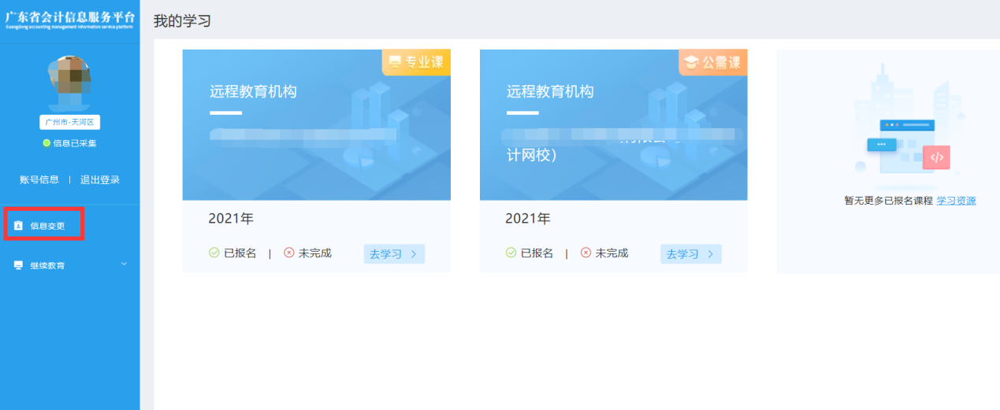 广东省会计信息服务平台
Guangdong accounting management information service platform
广州市-天河区
信息已采集
账号信息 | 退出登录
信息变更
继续教育
我的学习
专业课
远程教育机构
2021年
已报名 | 未完成
去学习 >
公需课
远程教育机构
计网校）
2021年
已报名 | 未完成
去学习 >
</>
暂无更多已报名课程 学习资源